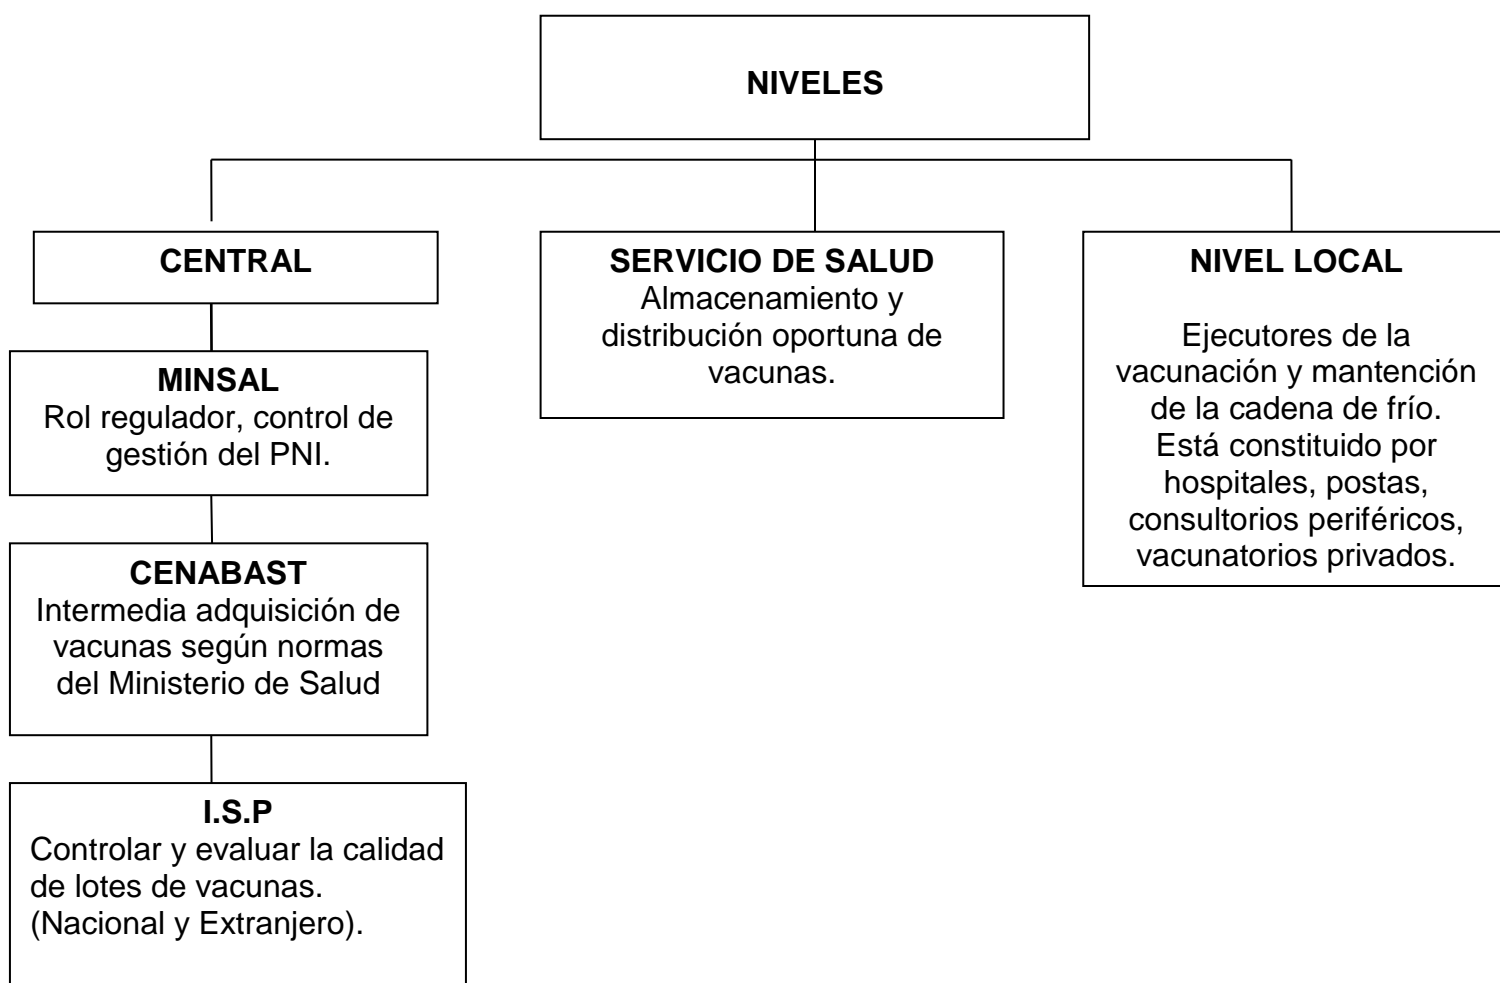 NIVELES
CENTRAL
MINSAL
Rol regulador, control de
gestión del PNI.
CENABAST
Intermedia adquisición de
vacunas según normas
del Ministerio de Salud
I.S.P
Controlar y evaluar la calidad
de lotes de vacunas.
(Nacional y Extranjero).
SERVICIO DE SALUD
Almacenamiento y
distribución oportuna de
vacunas.
NIVEL LOCAL
Ejecutores de la
vacunación y mantención
de la cadena de frío.
Está constituido por
hospitales, postas,
consultorios periféricos,
vacunatorios privados.